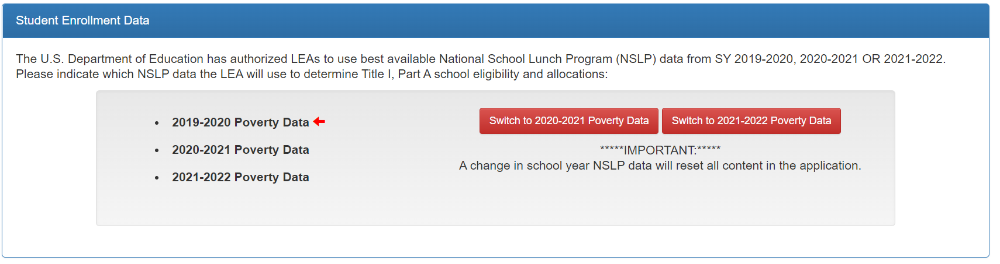 Student Enrollment Data
The U.S. Department of Education has authorized LEAs to use best available National School Lunch Program (NSLP) data from SY 2019-2020, 2020-2021 OR 2021-2022.
Please indicate which NSLP data the LEA will use to determine Title I, Part A school eligibility and allocations:
2019-2020 Poverty Data
2020-2021 Poverty Data
2021-2022 Poverty Data
Switch to 2020-2021 Poverty Data
Switch to 2021-2022 Poverty Data
*****IMPORTANT:*****
A change in school year NSLP data will reset all content in the application.